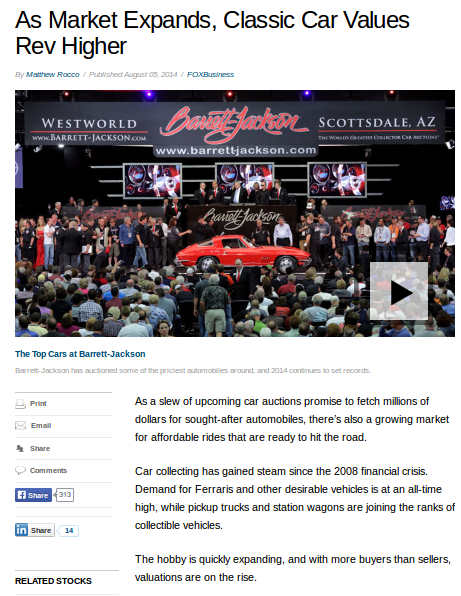 As Market Expands, Classic Car Values
Rev Higher
By Matthew Rocco / Published August 05, 2014 / FOXBusiness
WESTWORLD
WWW.BARRETT-JACKSON.COM
Barrett-Jackson
SCOTTSDALE, AZ
THE WORLD'S GREATEST COLLECTOR CAR AUCTIONS
www.barrett-jackson.com
Barrett-Jackson
The Top Cars at Barrett-Jackson
Barrett-Jackson has auctioned some of the priciest automobiles around, and 2014 continues to set records.
Print
Email
Share
Comments
f Share 313
in Share 14
RELATED STOCKS
As a slew of upcoming car auctions promise to fetch millions of
dollars for sought-after automobiles, there's also a growing market
for affordable rides that are ready to hit the road.
Car collecting has gained steam since the 2008 financial crisis.
Demand for Ferraris and other desirable vehicles is at an all-time
high, while pickup trucks and station wagons are joining the ranks of
collectible vehicles.
The hobby is quickly expanding, and with more buyers than sellers,
valuations are on the rise.